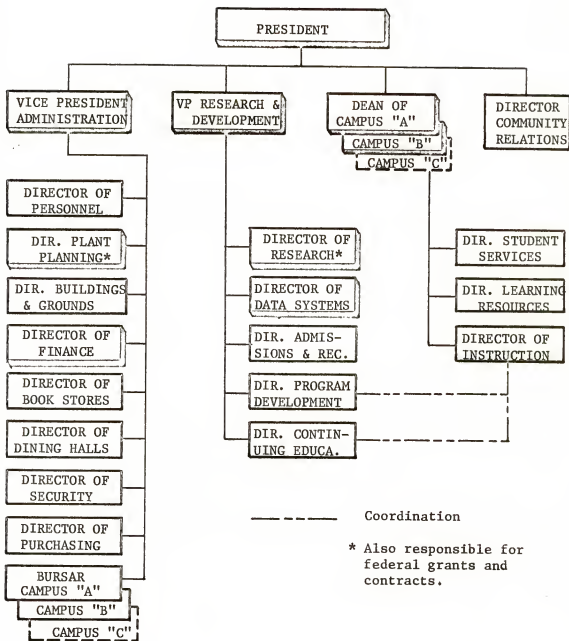 PRESIDENT
VICE PRESIDENT
ADMINISTRATION
VP RESEARCH &
DEVELOPMENT
DEAN OF
CAMPUS "A"
CAMPUS "B"
CAMPUS "C"
DIRECTOR
COMMUNITY
RELATIONS
DIRECTOR OF
PERSONNEL
DIR. PLANT
PLANNING*
DIR. BUILDINGS
& GROUNDS
DIRECTOR OF
FINANCE
DIRECTOR OF
BOOK STORES
DIRECTOR OF
DINING HALLS
DIRECTOR OF
SECURITY
DIRECTOR OF
PURCHASING
BURSAR
CAMPUS "A"
CAMPUS "B"
CAMPUS "C"
DIRECTOR OF
RESEARCH*
DIRECTOR OF
DATA SYSTEMS
DIR. ADMIS-
SIONS & REC.
DIR. PROGRAM
DEVELOPMENT
DIR. CONTIN-
UING EDUCA.
DIR. STUDENT
SERVICES
DIR. LEARNING
RESOURCES
DIRECTOR OF
INSTRUCTION
Coordination
* Also responsible for
federal grants and
contracts.